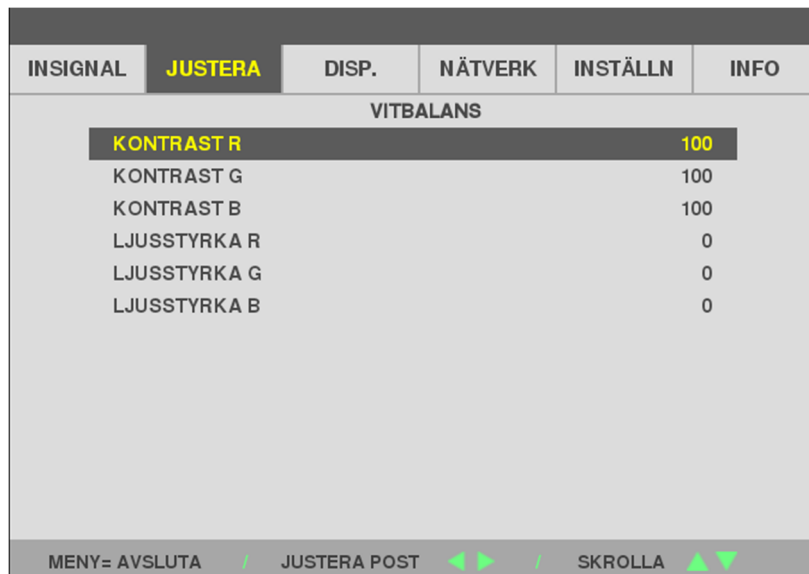 INSIGNAL JUSTERA DISP. NÄTVERK INSTÄLLN INFO
VITBALANS
KONTRAST R 100
KONTRAST G 100
KONTRAST B 100
LJUSSTYRKA R 0
LJUSSTYRKA G 0
LJUSSTYRKA B 0
MENY= AVSLUTA / JUSTERA POST / SKROLLA